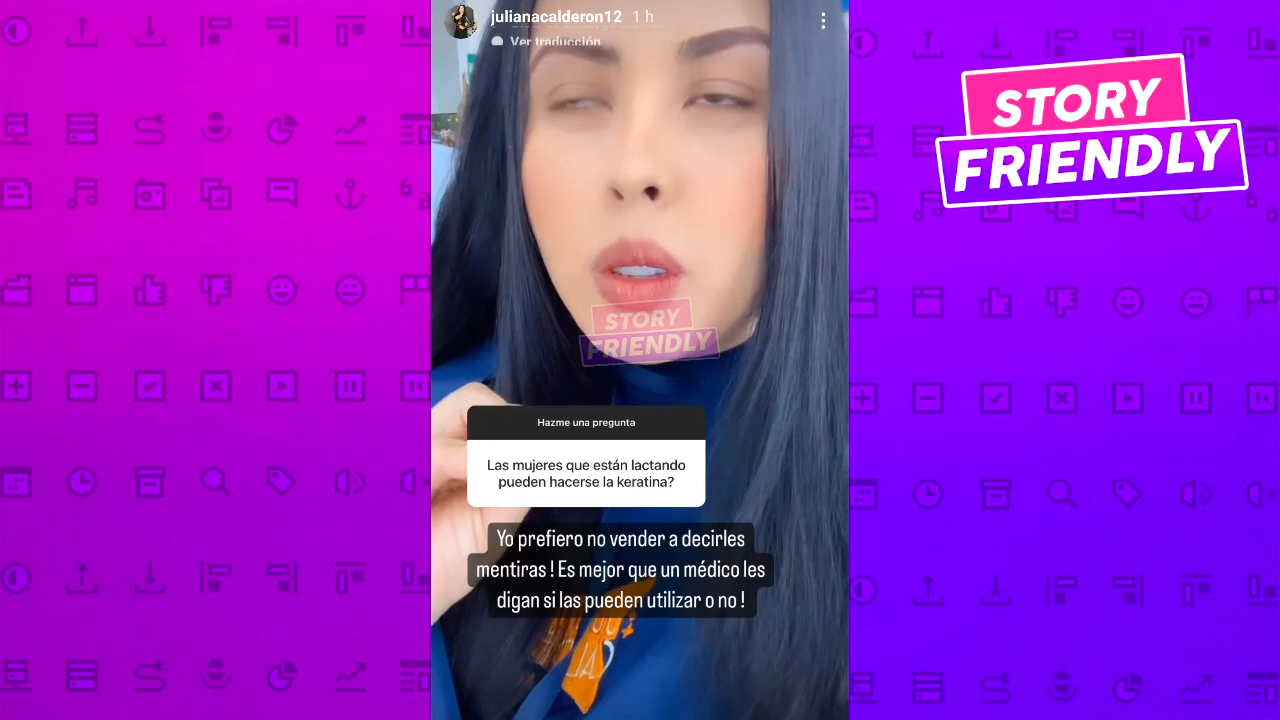 julianacalderon12 1 h
Ver traducción
STORY
FRIENDLY
STORY
FRIENDLY
Hazme una pregunta
Las mujeres que están lactando
pueden hacerse la keratina?
Yo prefiero no vender a decirles
mentiras ! Es mejor que un médico les
digan si las pueden utilizar o no !